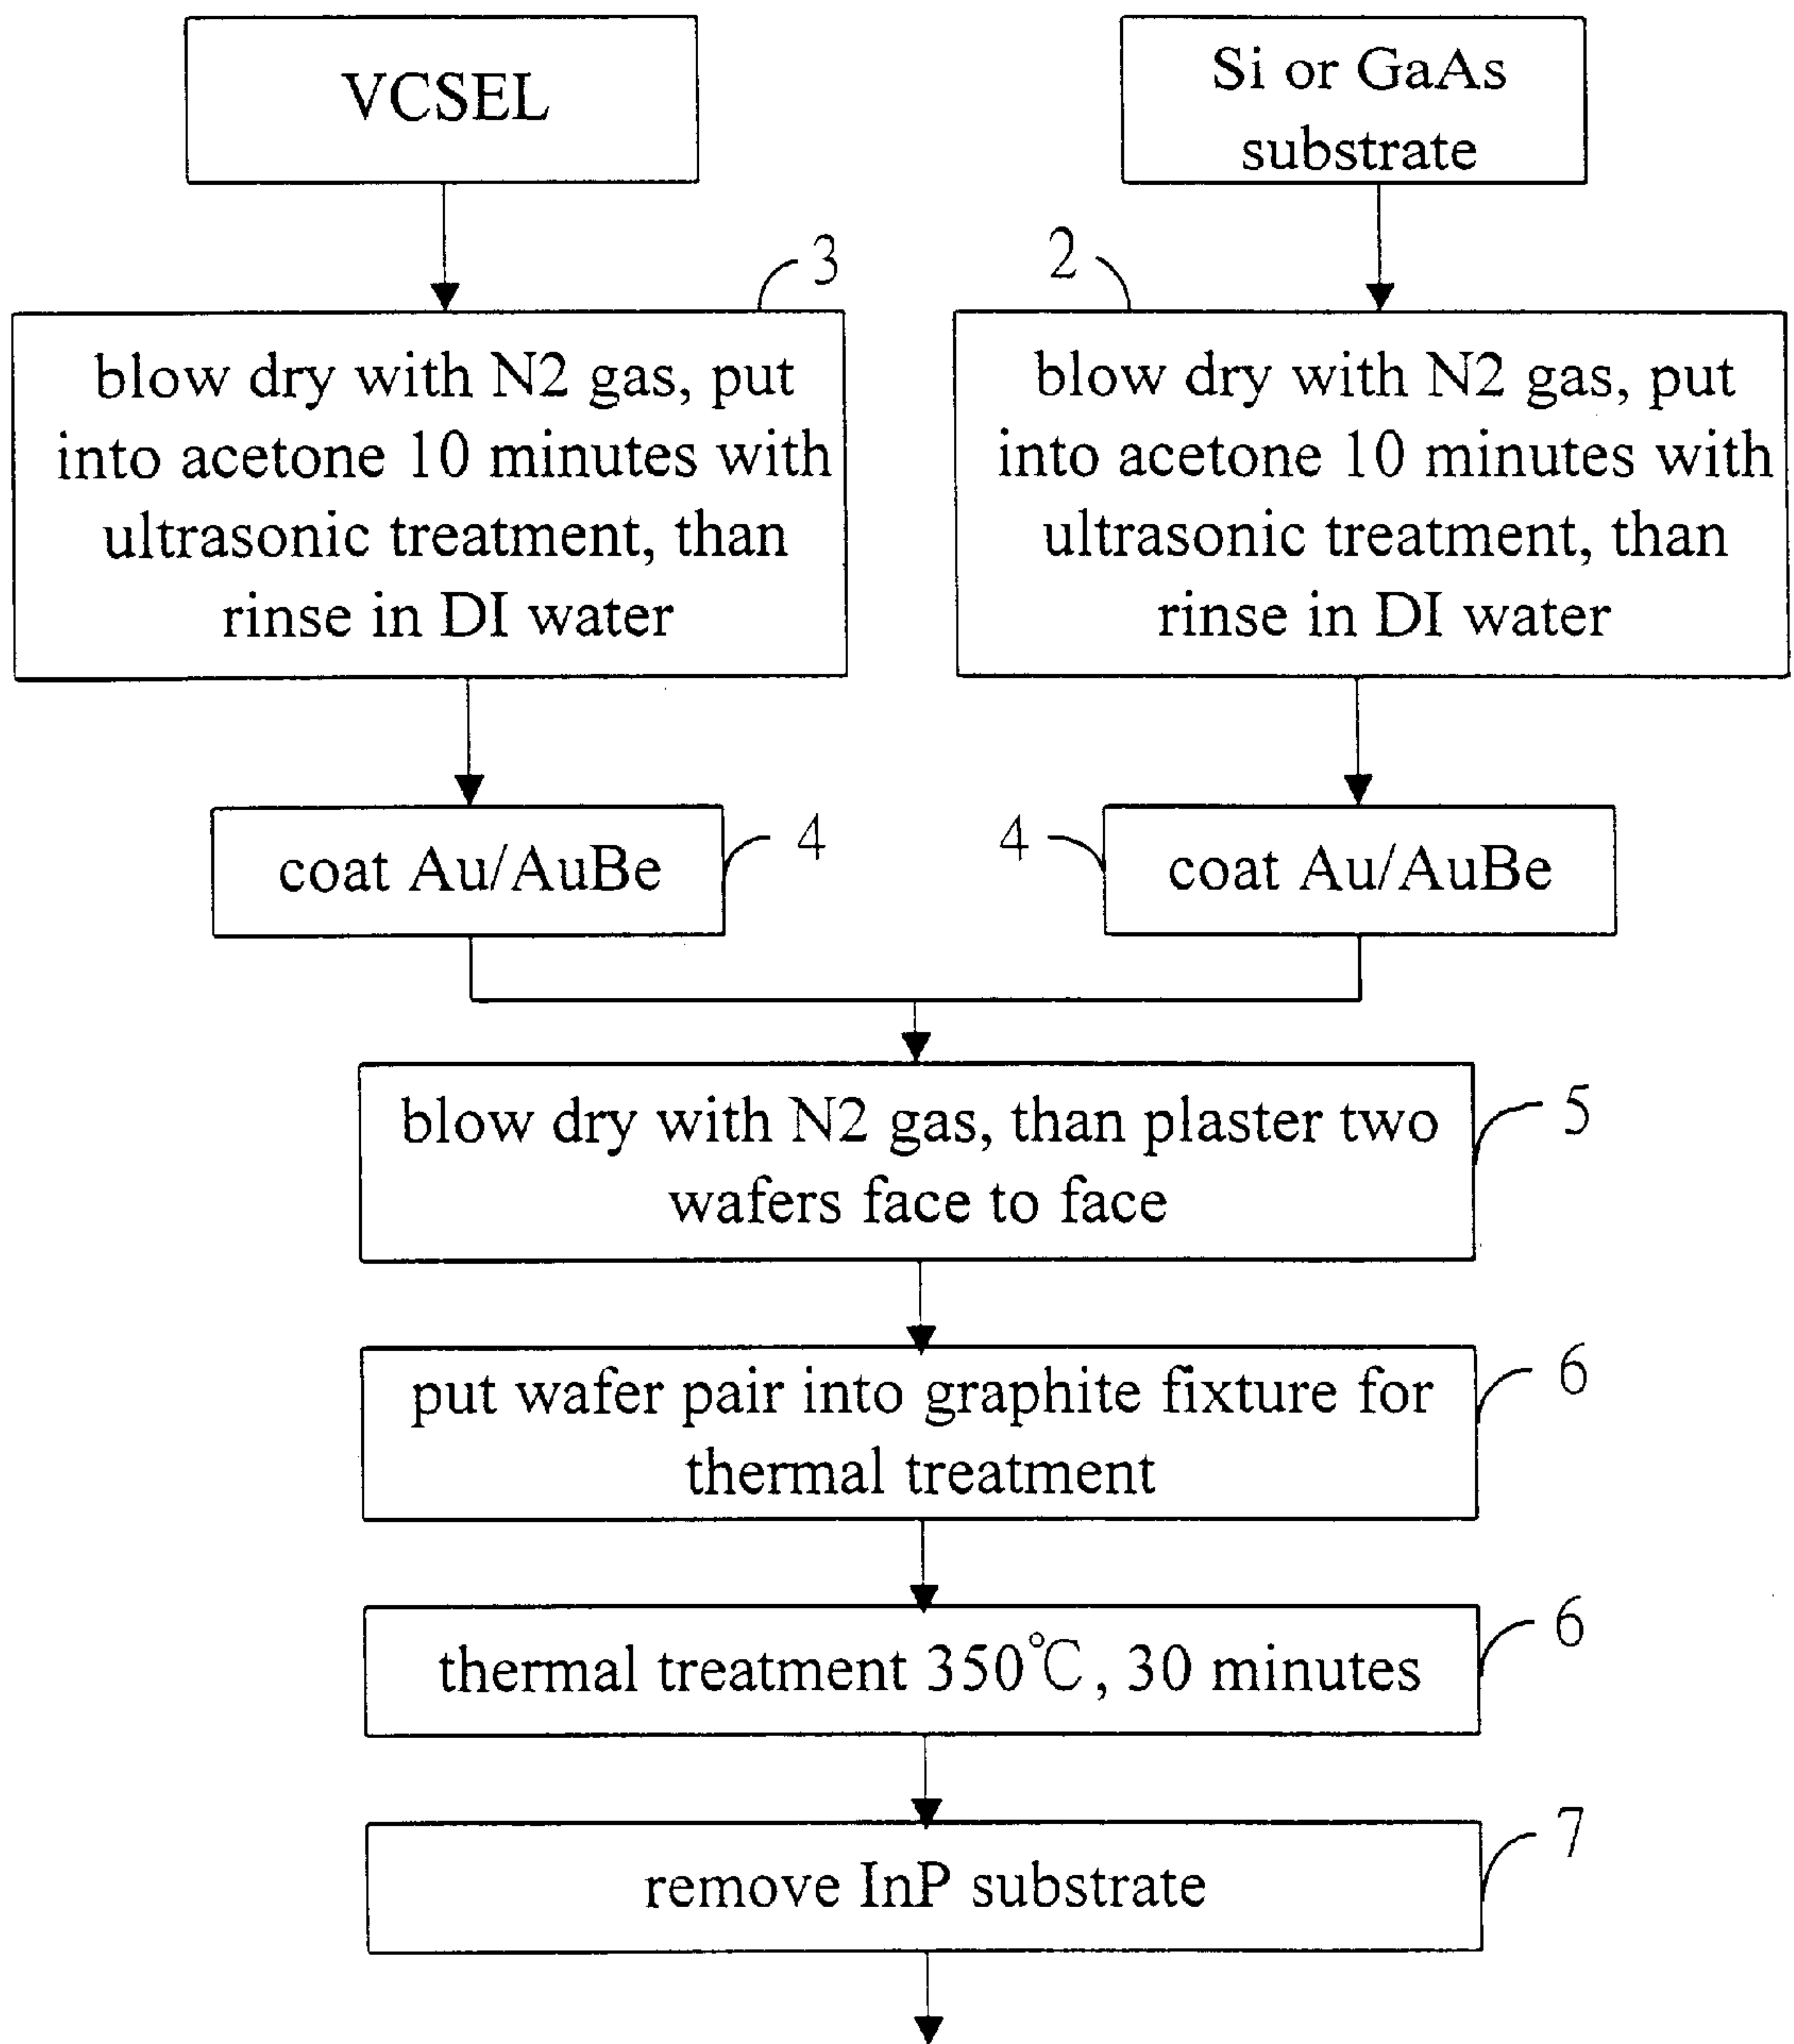 VCSEL
Si or GaAs
substrate
3
2
blow dry with N2 gas, put
into acetone 10 minutes with
ultrasonic treatment, than
rinse in DI water
blow dry with N2 gas, put
into acetone 10 minutes with
ultrasonic treatment, than
rinse in DI water
coat Au/AuBe
4
4
coat Au/AuBe
blow dry with N2 gas, than plaster two
wafers face to face
5
put wafer pair into graphite fixture for
thermal treatment
6
thermal treatment 350℃, 30 minutes
6
remove InP substrate
7